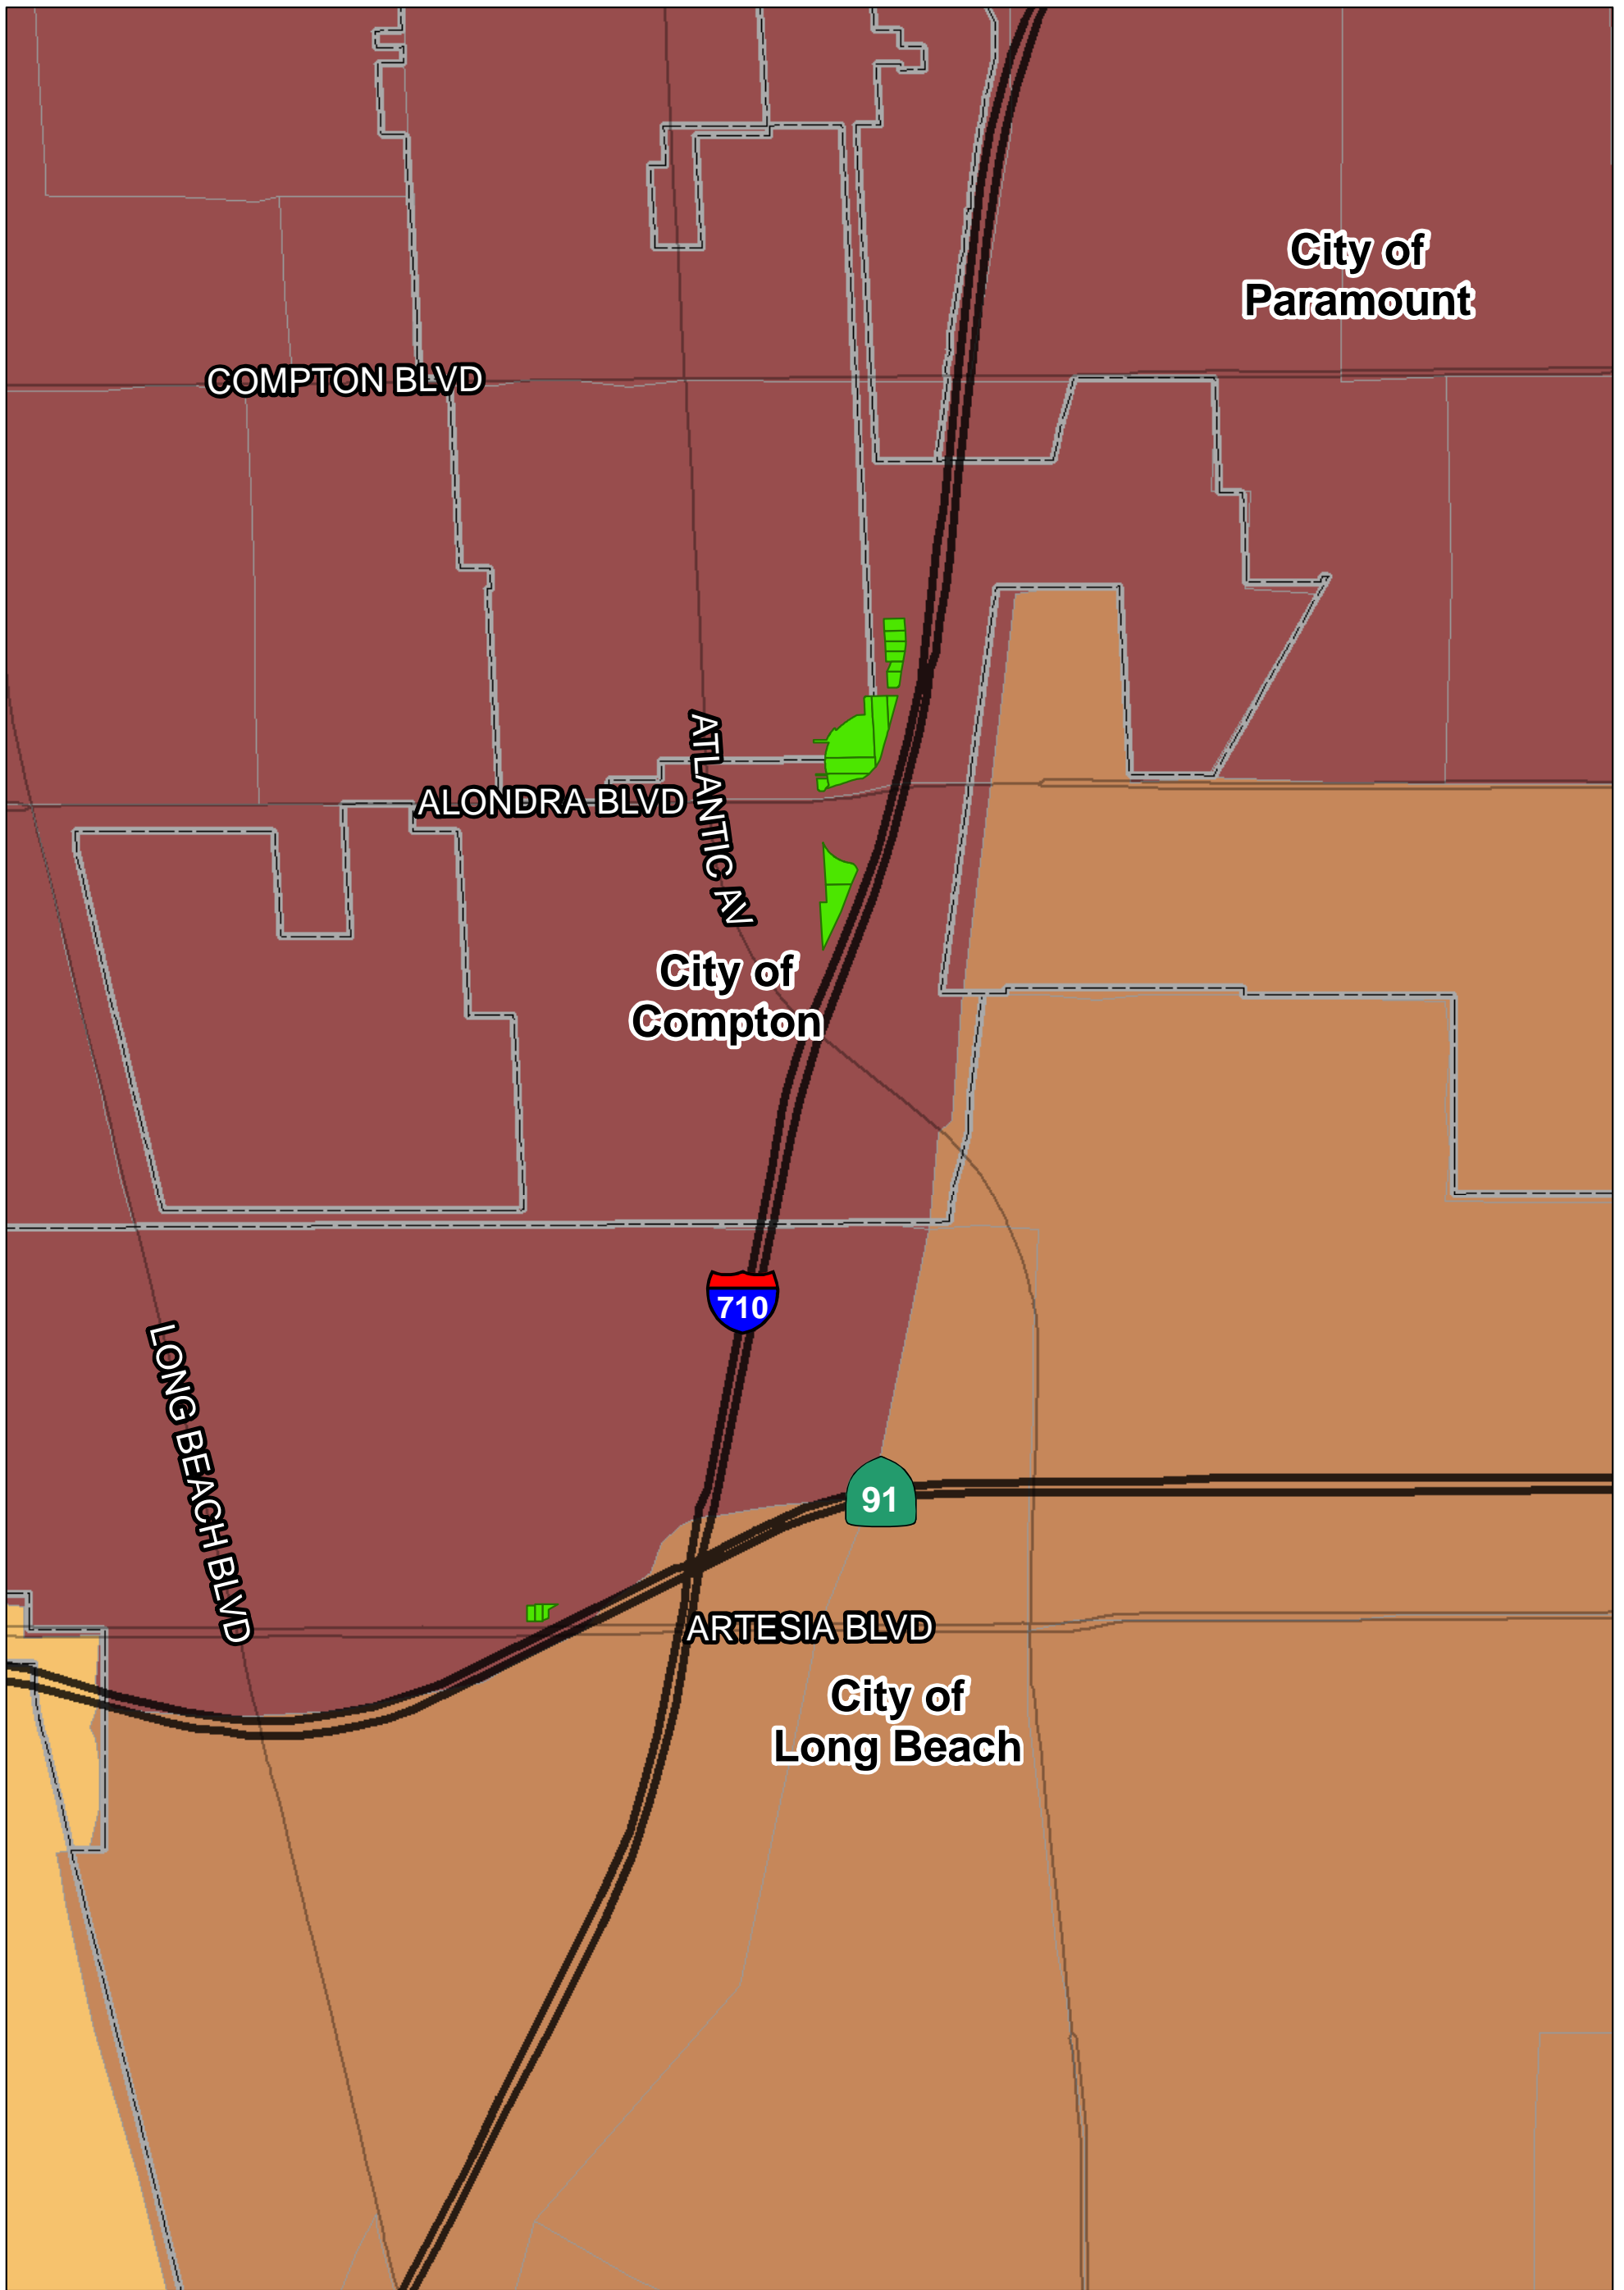 City of
Paramount
COMPTON BLVD
ATLANTIC AV
ALONDRA BLVD
City of
Compton
710
LONG BEACH BLVD
91
ARTESIA BLVD
City of
Long Beach